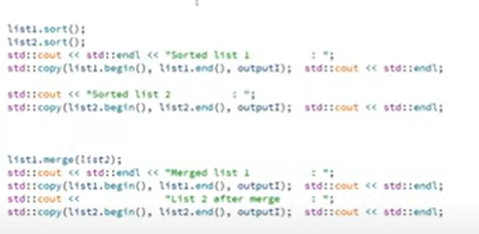 list1.sort();
list2.sort();
std::cout << std::endl << "Sorted list 1          : ";
std::copy(list1.begin(), list1.end(), outputI);  std::cout << std::endl;
std::cout << "Sorted list 2          : ";
std::copy(list2.begin(), list2.end(), outputI);  std::cout << std::endl;
list1.merge(list2);
std::cout << std::endl << "Merged list 1          : ";
std::copy(list1.begin(), list1.end(), outputI);  std::cout << std::endl;
std::cout <<              "List 2 after merge     : ";
std::copy(list2.begin(), list2.end(), outputI);  std::cout << std::endl;